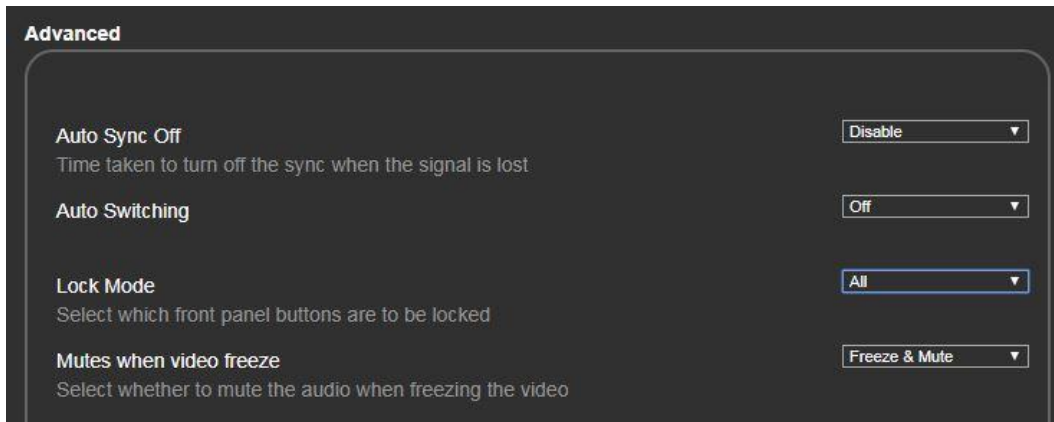 Advanced
Auto Sync Off
Disable
Time taken to turn off the sync when the signal is lost
Auto Switching
Off
Lock Mode
All
Select which front panel buttons are to be locked
Mutes when video freeze
Freeze & Mute
Select whether to mute the audio when freezing the video